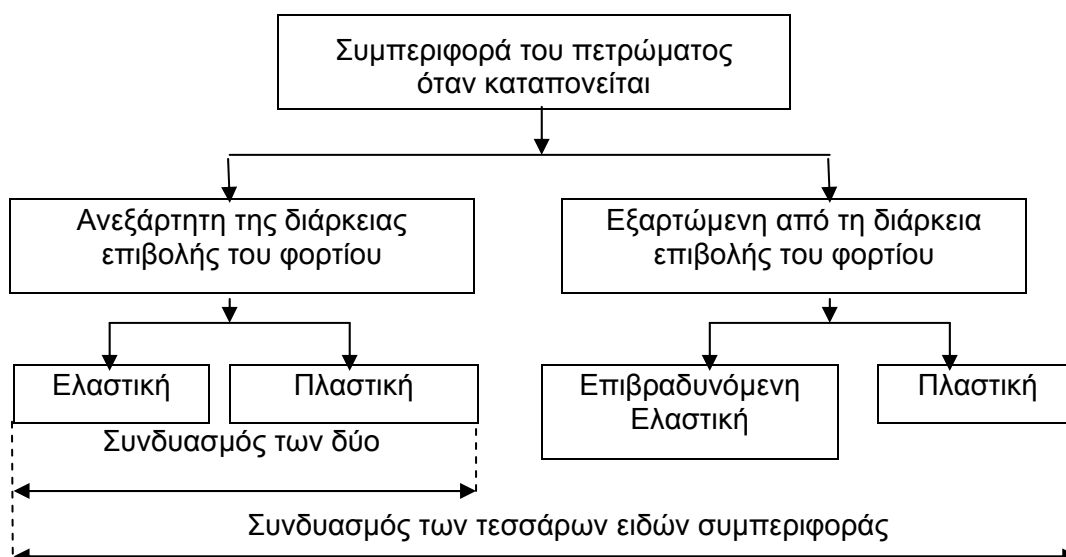 Συμπεριφορά του πετρώματος
όταν καταπονείται
Ανεξάρτητη της διάρκειας
επιβολής του φορτίου
Εξαρτώμενη από τη διάρκεια
επιβολής του φορτίου
Ελαστική
Πλαστική
Επιβραδυνόμενη
Ελαστική
Πλαστική
Συνδυασμός των δύο
Συνδυασμός των τεσσάρων ειδών συμπεριφοράς